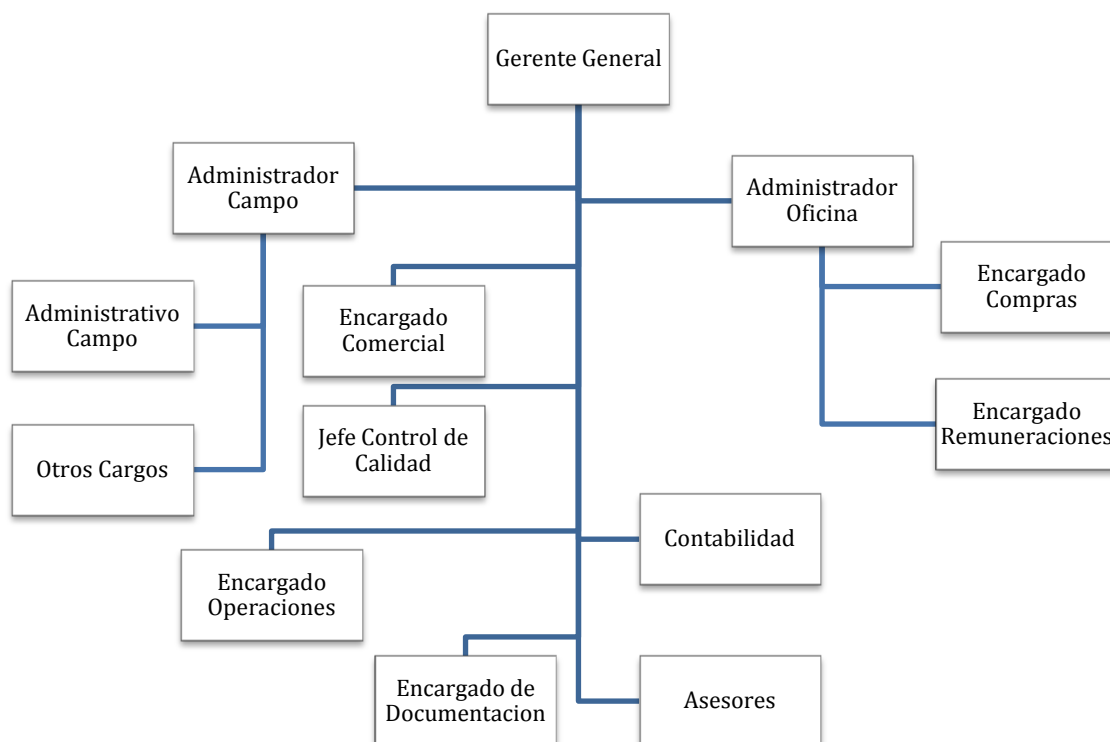 Gerente General
Administrador
Campo
Administrador
Oficina
Encargado
Compras
Administrativo
Campo
Encargado
Comercial
Encargado
Remuneraciones
Jefe Control de
Calidad
Otros Cargos
Contabilidad
Encargado
Operaciones
Encargado de
Documentacion
Asesores